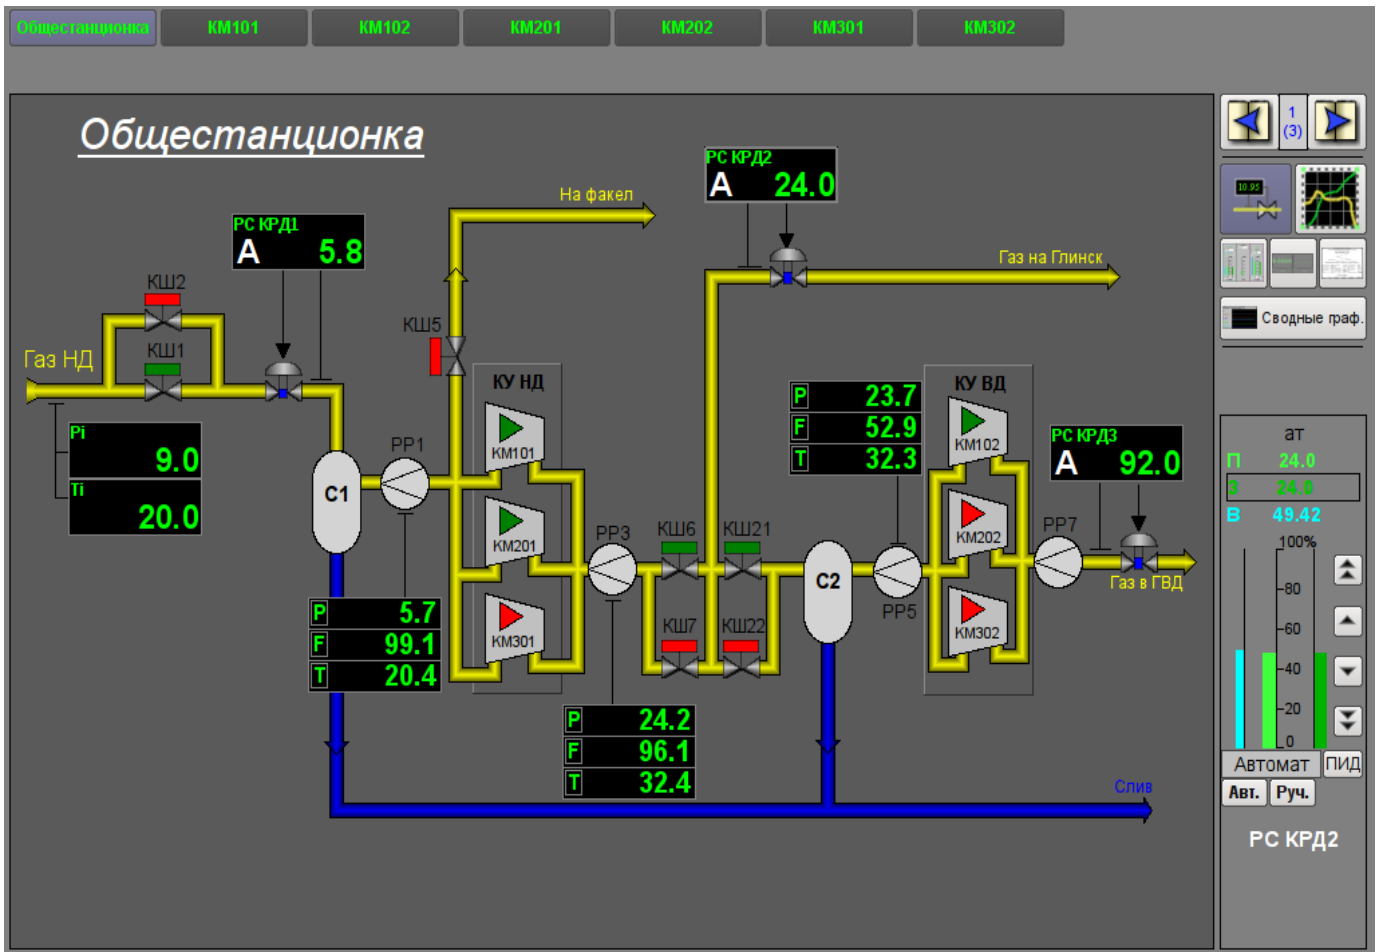 Общестанционка КМ101 КМ102 КМ201 КМ202 КМ301 КМ302
Общестанционка
1
(3)
10.95
Сводные граф.
На факел
РС КРД2
А 24.0
РС КРД1
А 5.8
Газ на Глинск
КШ2
КШ1
КШ5
Газ НД
Pi
9.0
Ti
20.0
РР1
КУ НД
КМ101
КМ201
КМ301
С1
P 5.7
F 99.1
T 20.4
РР3
P 24.2
F 96.1
T 32.4
КШ6
КШ21
КШ7
КШ22
С2
P 23.7
F 52.9
T 32.3
РР5
КУ ВД
КМ102
КМ202
КМ302
РС КРД3
А 92.0
РР7
Газ в ГВД
Слив
ат
П 24.0
З 24.0
В 49.42
100%
80
60
40
20
0
Автомат ПИД
Авт. Руч.
РС КРД2